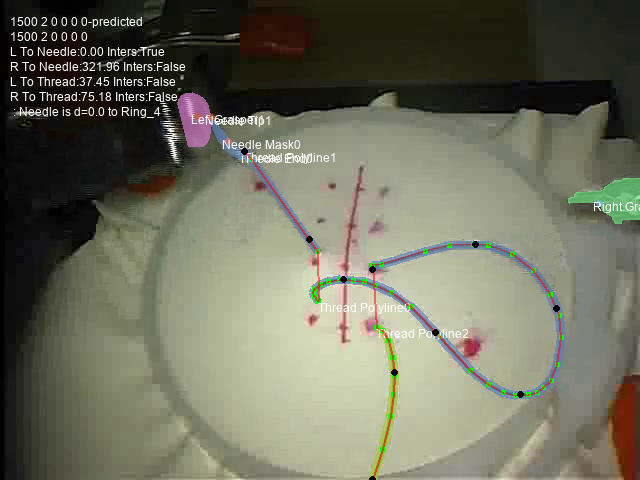 1500 2 0 0 0 0-predicted
1500 2 0 0 0 0
L To Needle:0.00 Inters:True
R To Needle:321.96 Inters:False
L To Thread:37.45 Inters:False
R To Thread:75.18 Inters:False
: Needle is d=0.0 to Ring_4
Needle Mask0
Thread Polyline1
Right Gra
Thread Polyline0
Thread Polyline2